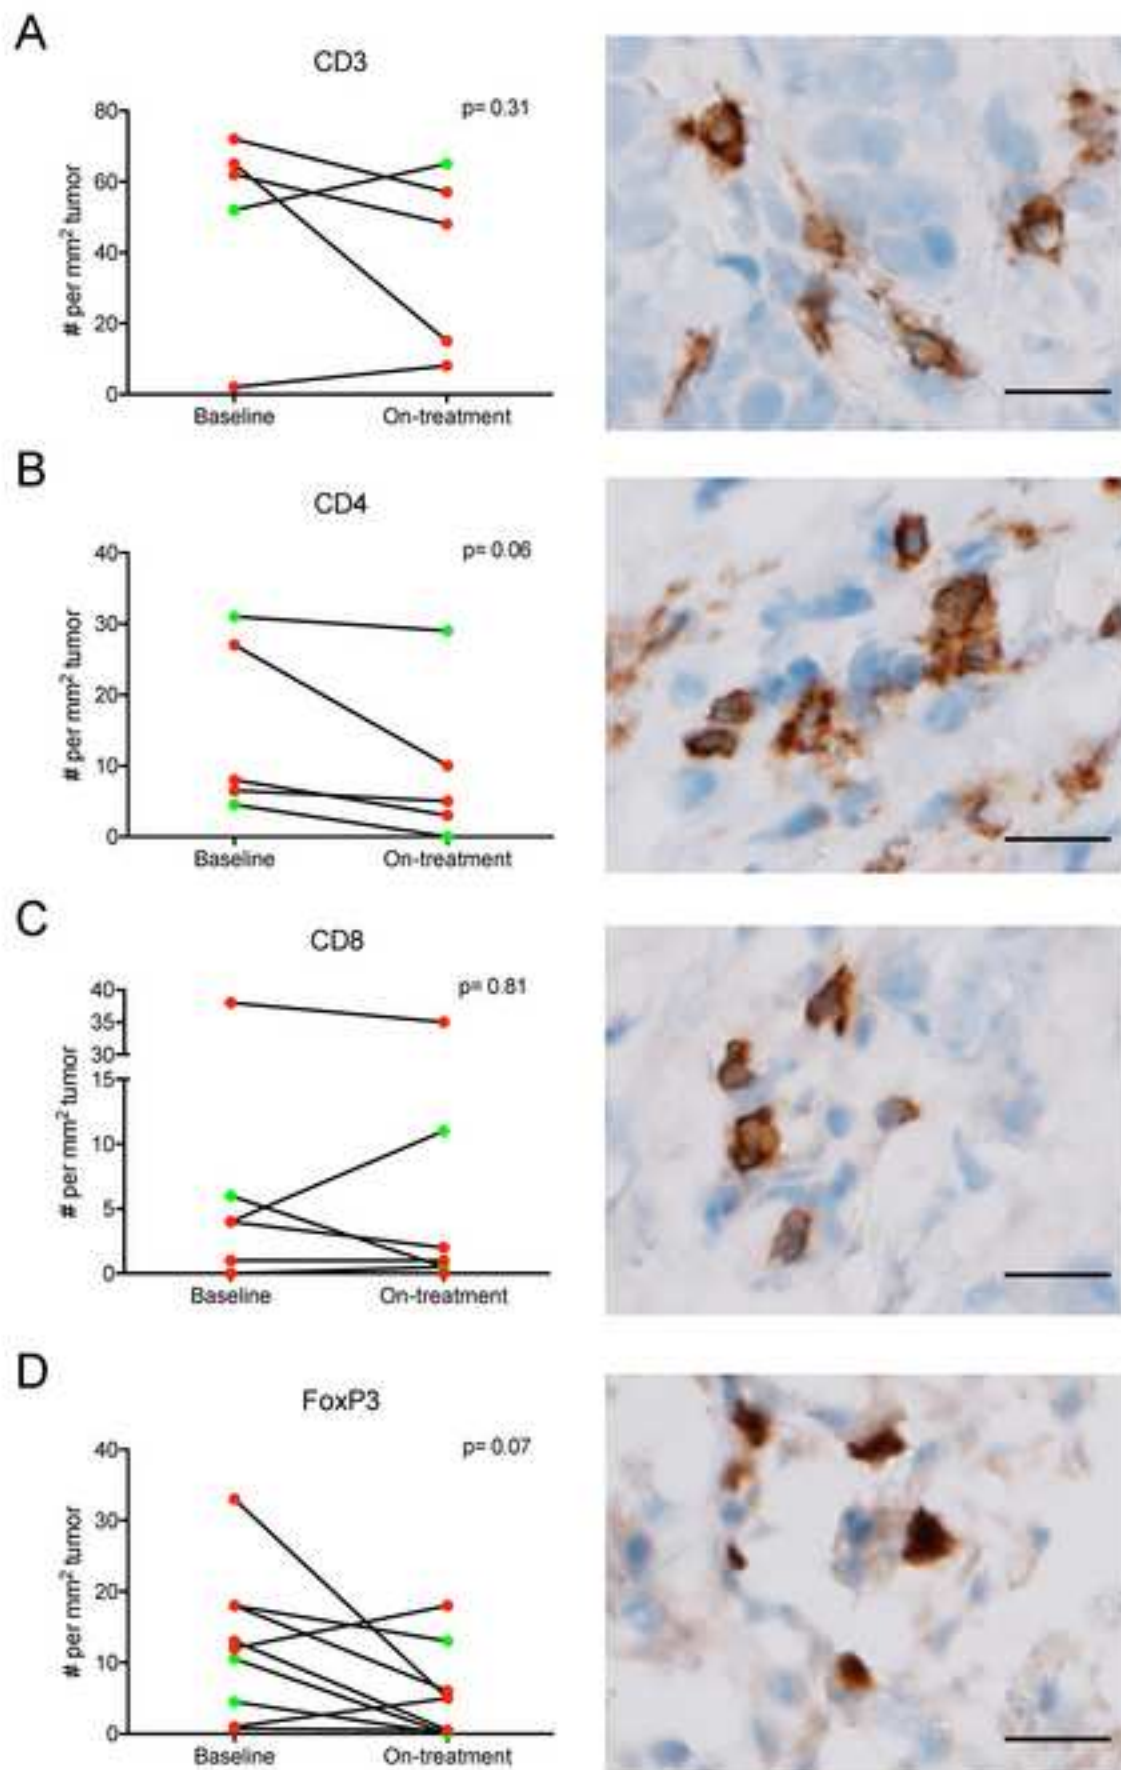 A
CD3
p= 0.31
80
60
40
20
0
# per mm² tumor
Baseline On-treatment
B
CD4
p= 0.06
40
30
20
10
0
# per mm² tumor
Baseline On-treatment
C
CD8
p= 0.81
40
35
30
15
10
5
0
# per mm² tumor
Baseline On-treatment
D
FoxP3
p= 0.07
40
30
20
10
0
# per mm² tumor
Baseline On-treatment